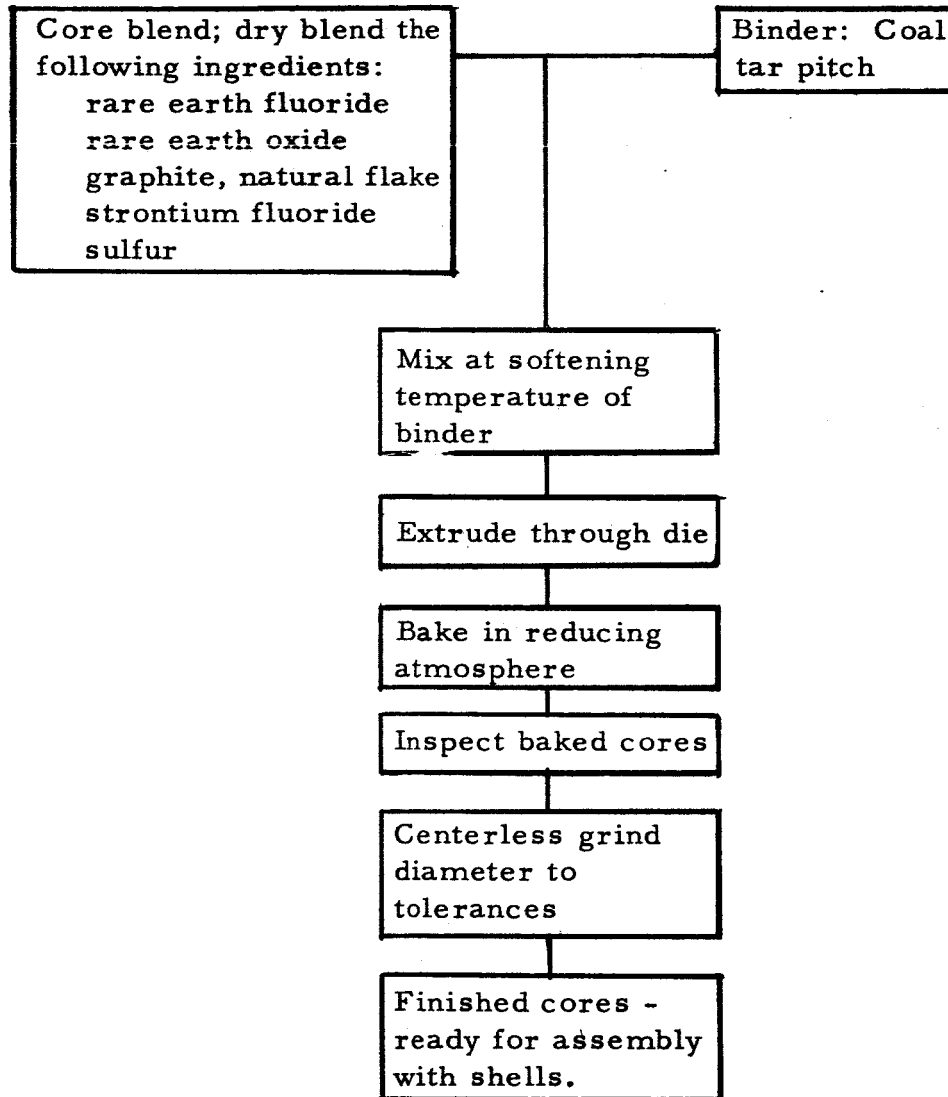 Core blend; dry blend the
following ingredients:
rare earth fluoride
rare earth oxide
graphite, natural flake
strontium fluoride
sulfur
Binder: Coal
tar pitch
Mix at softening
temperature of
binder
Extrude through die
Bake in reducing
atmosphere
Inspect baked cores
Centerless grind
diameter to
tolerances
Finished cores -
ready for assembly
with shells.